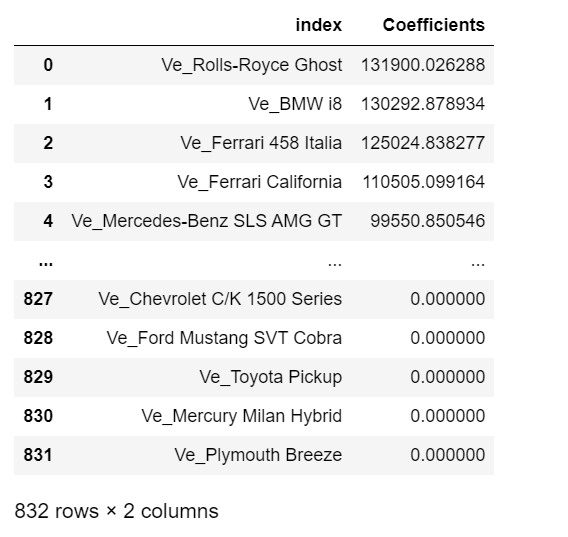 index Coefficients
0 Ve_Rolls-Royce Ghost 131900.026288
1 Ve_BMW i8 130292.878934
2 Ve_Ferrari 458 Italia 125024.838277
3 Ve_Ferrari California 110505.099164
4 Ve_Mercedes-Benz SLS AMG GT 99550.850546
... ... ...
827 Ve_Chevrolet C/K 1500 Series 0.000000
828 Ve_Ford Mustang SVT Cobra 0.000000
829 Ve_Toyota Pickup 0.000000
830 Ve_Mercury Milan Hybrid 0.000000
831 Ve_Plymouth Breeze 0.000000
832 rows × 2 columns